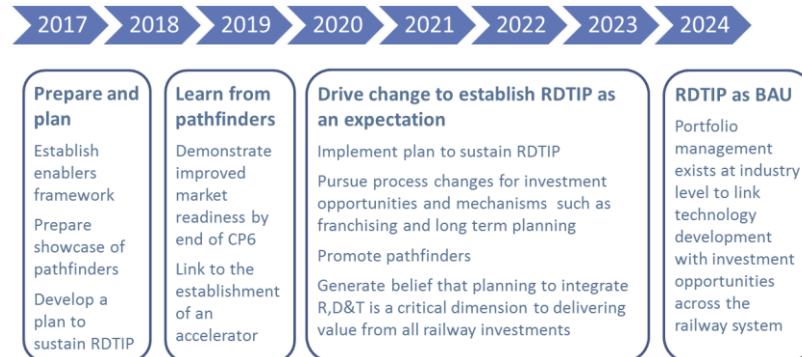 2017 2018 2019 2020 2021 2022 2023 2024
Prepare and
plan
Establish
enablers
framework
Prepare
showcase of
pathfinders
Develop a
plan to
sustain RDTIP
Learn from
pathfinders
Demonstrate
improved
market
readiness by
end of CP6
Link to the
establishment
of an
accelerator
Drive change to establish RDTIP as
an expectation
Implement plan to sustain RDTIP
Pursue process changes for investment
opportunities and mechanisms such as
franchising and long term planning
Promote pathfinders
Generate belief that planning to integrate
R,D&T is a critical dimension to delivering
value from all railway investments
RDTIP as BAU
Portfolio
management
exists at industry
level to link
technology
development
with investment
opportunities
across the
railway system